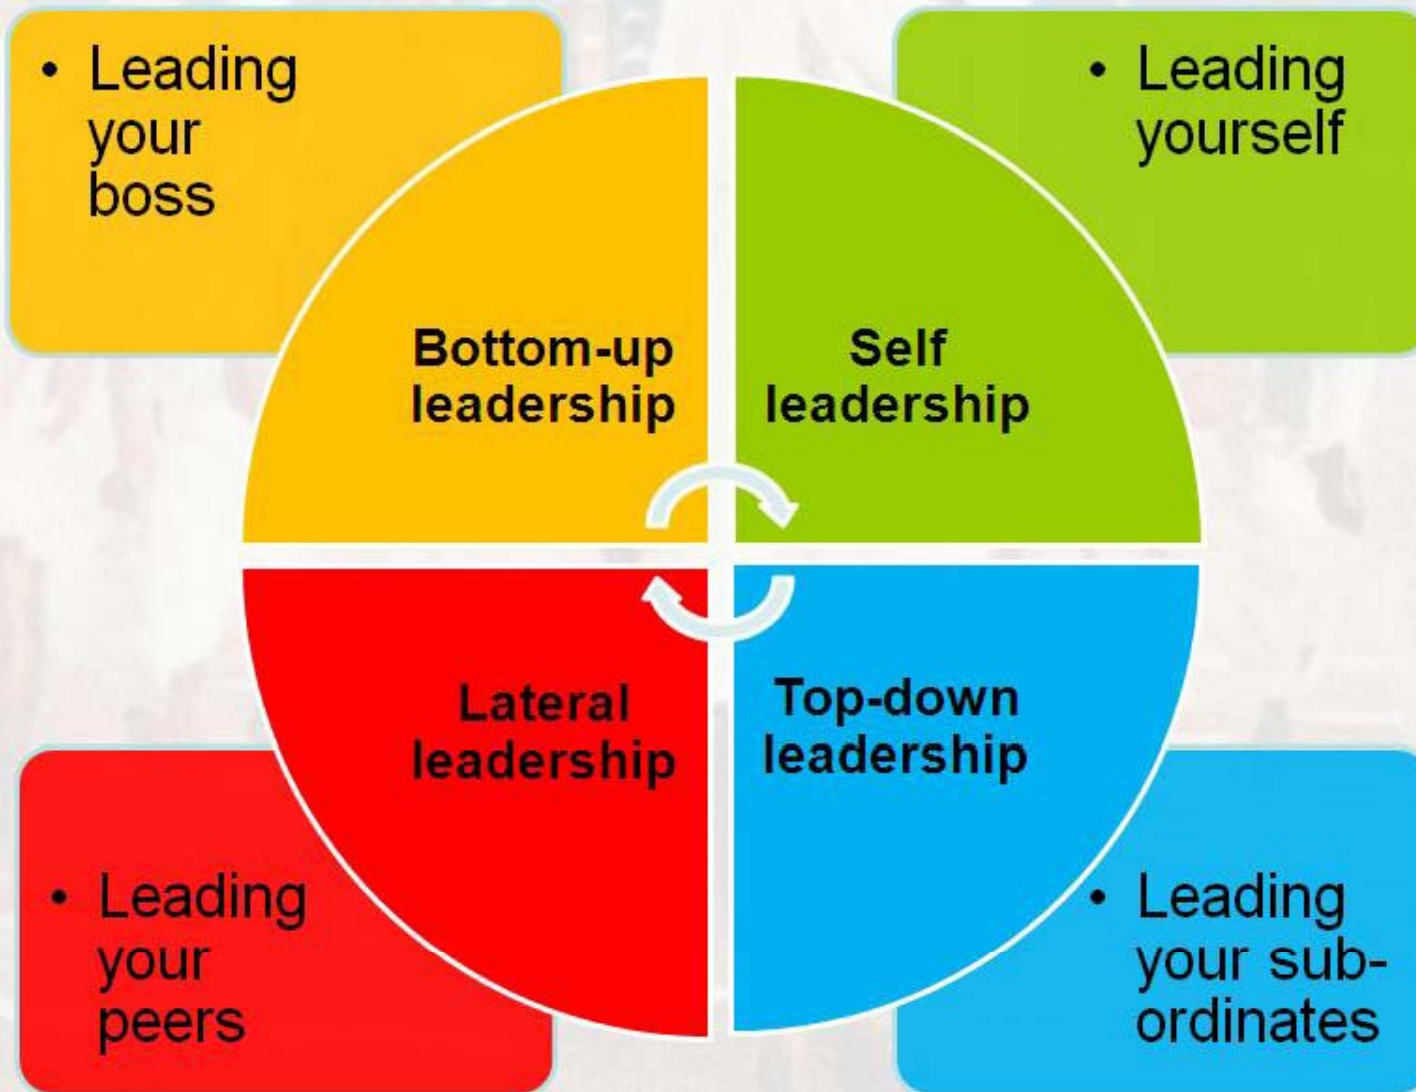 • Leading
your
boss
• Leading
yourself
Bottom-up
leadership
Self
leadership
Lateral
leadership
Top-down
leadership
• Leading
your
peers
• Leading
your sub-
ordinates